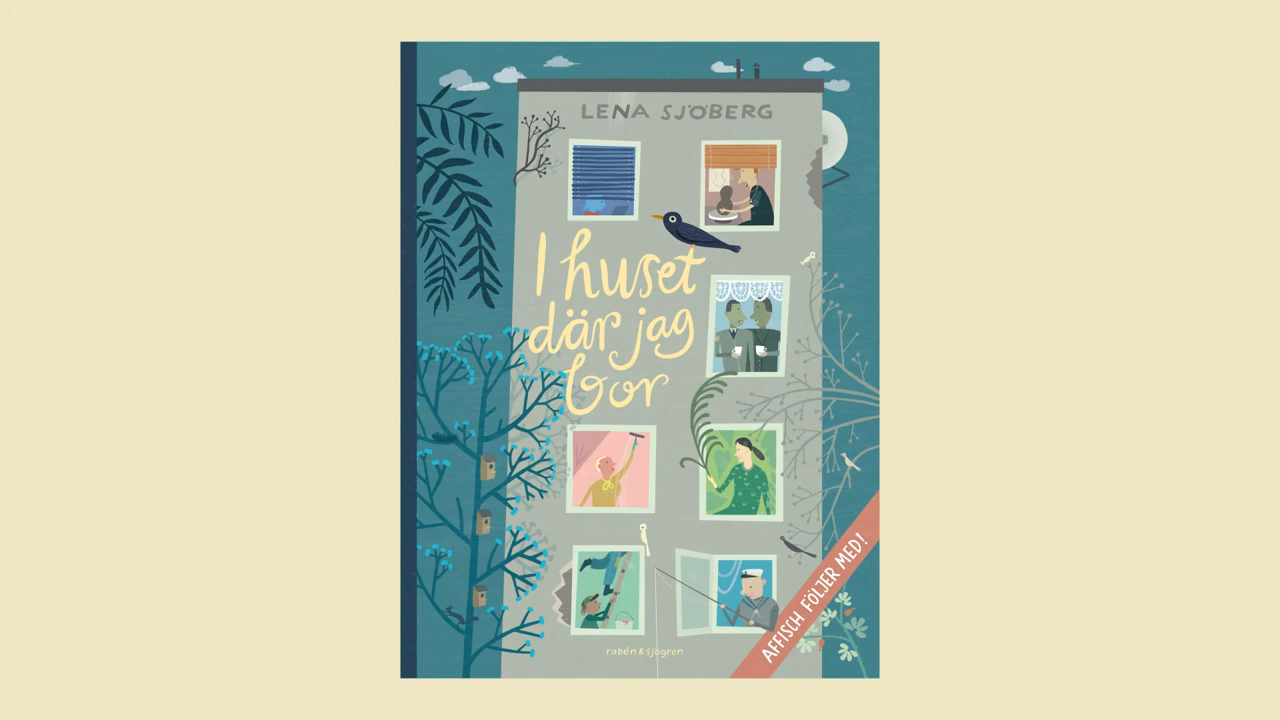 LENA SJÖBERG
I huset
där jag
bor
AFFISCH FÖLJER MED!
rabén & sjögren